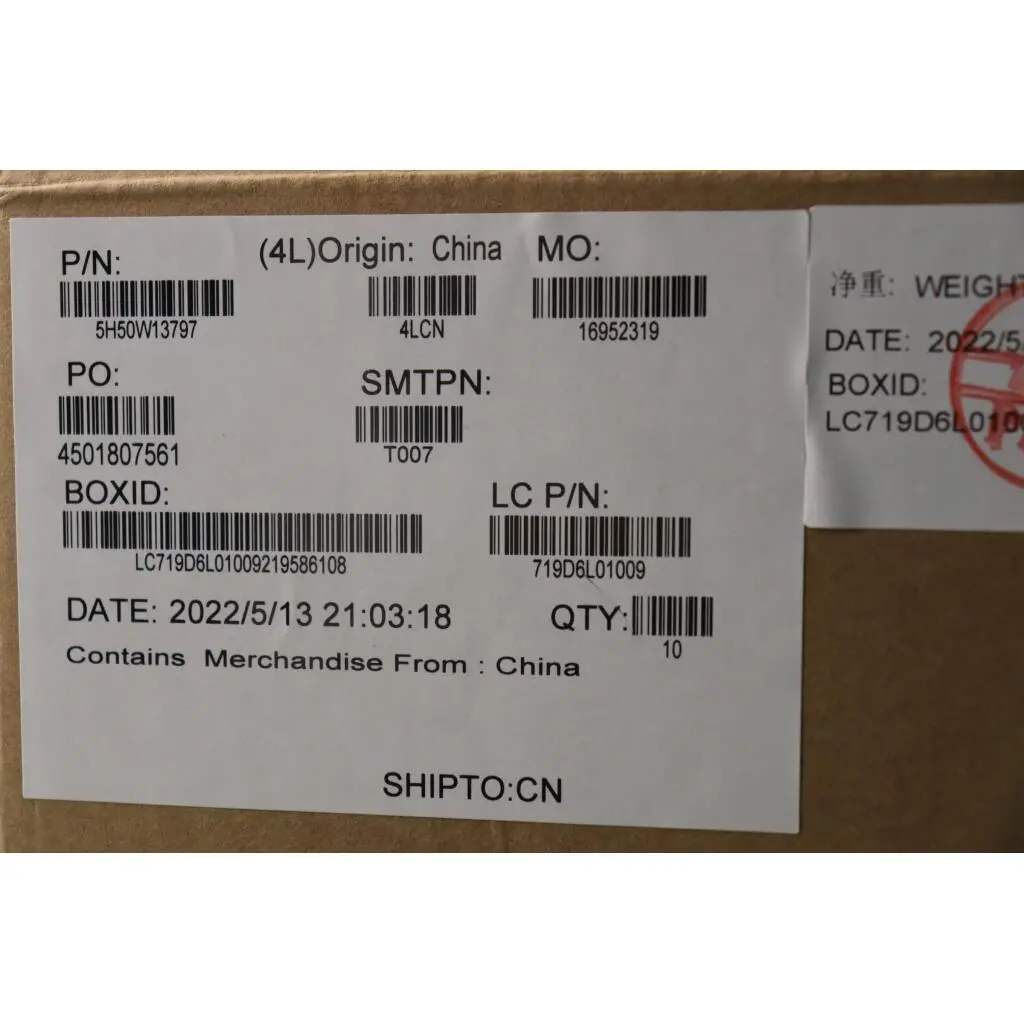 P/N:
5H50W13797
(4L)Origin: China
4LCN
MO:
16952319
PO:
4501807561
SMTPN:
T007
BOXID:
LC719D6L01009219586108
LC P/N:
719D6L01009
DATE: 2022/5/13 21:03:18
QTY:
10
Contains Merchandise From : China
SHIPTO:CN
净重: WEIGHT
DATE: 2022/5
BOXID:
LC719D6L0100